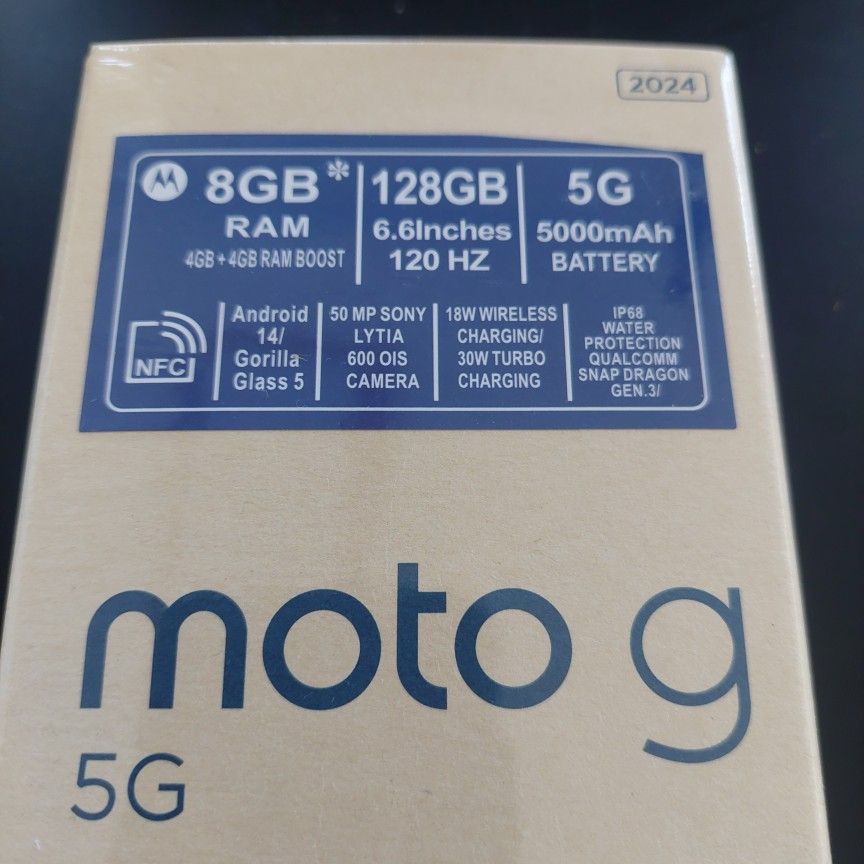 2024
8GB* 128GB 5G
RAM 6.6Inches 5000mAh
4GB + 4GB RAM BOOST 120 HZ BATTERY
NFC
Android
14/
Gorilla
Glass 5
50 MP SONY
LYTIA
600 OIS
CAMERA
18W WIRELESS
CHARGING/
30W TURBO
CHARGING
IP68
WATER
PROTECTION
QUALCOMM
SNAP DRAGON
GEN.3/
moto g
5G